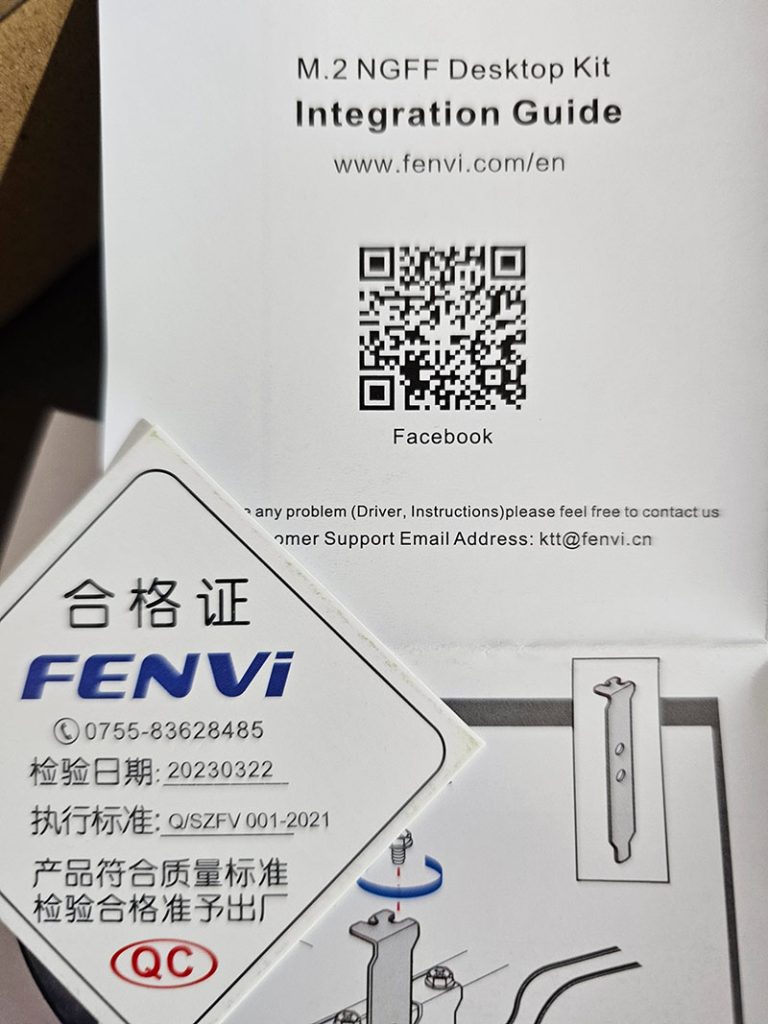 M.2 NGFF Desktop Kit
Integration Guide
www.fenvi.com/en
Facebook
any problem (Driver, Instructions)please feel free to contact us
Support Email Address: ktt@fenvi.cn
合格证
FENVi
0755-83628485
检验日期: 20230322
执行标准: Q/SZFV 001-2021
产品符合质量标准
检验合格准予出厂
QC